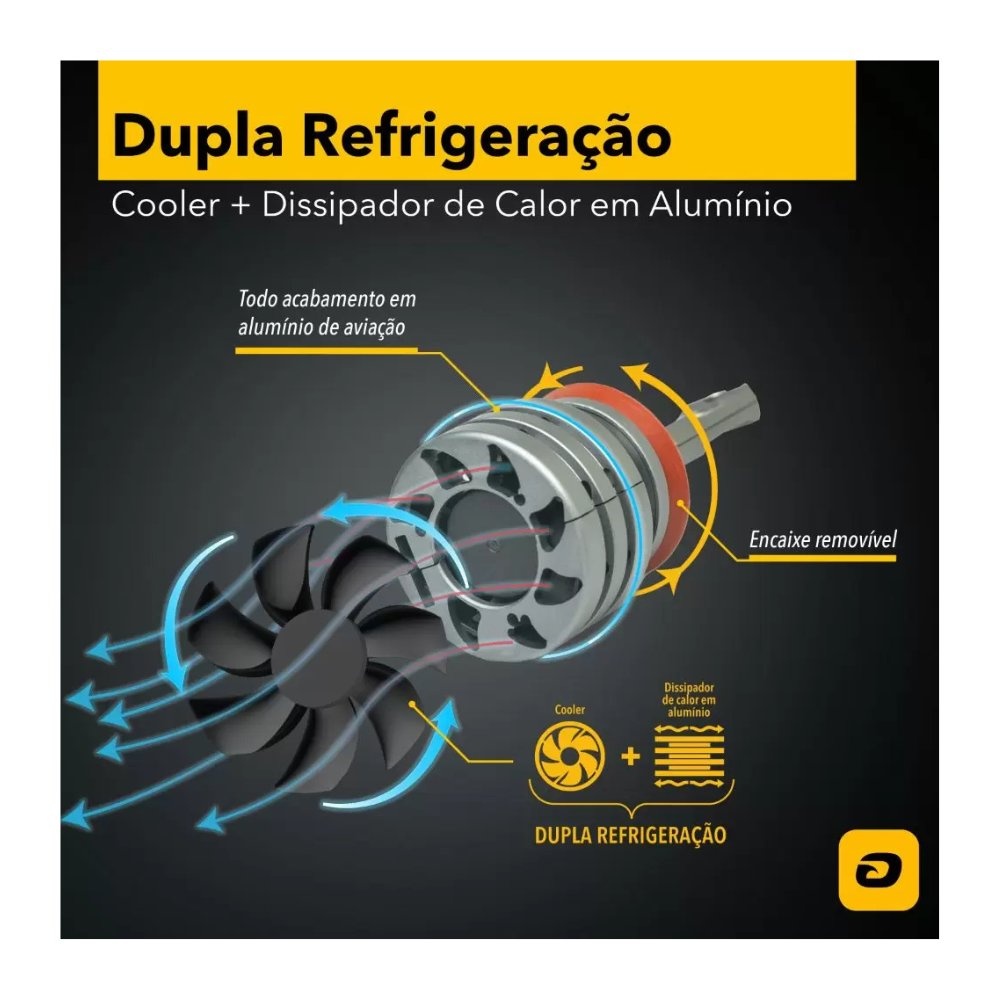 Dupla Refrigeração
Cooler + Dissipador de Calor em Alumínio
Todo acabamento em
alumínio de aviação
Encaixe removível
Cooler
+
Dissipador
de calor em
alumínio
DUPLA REFRIGERAÇÃO